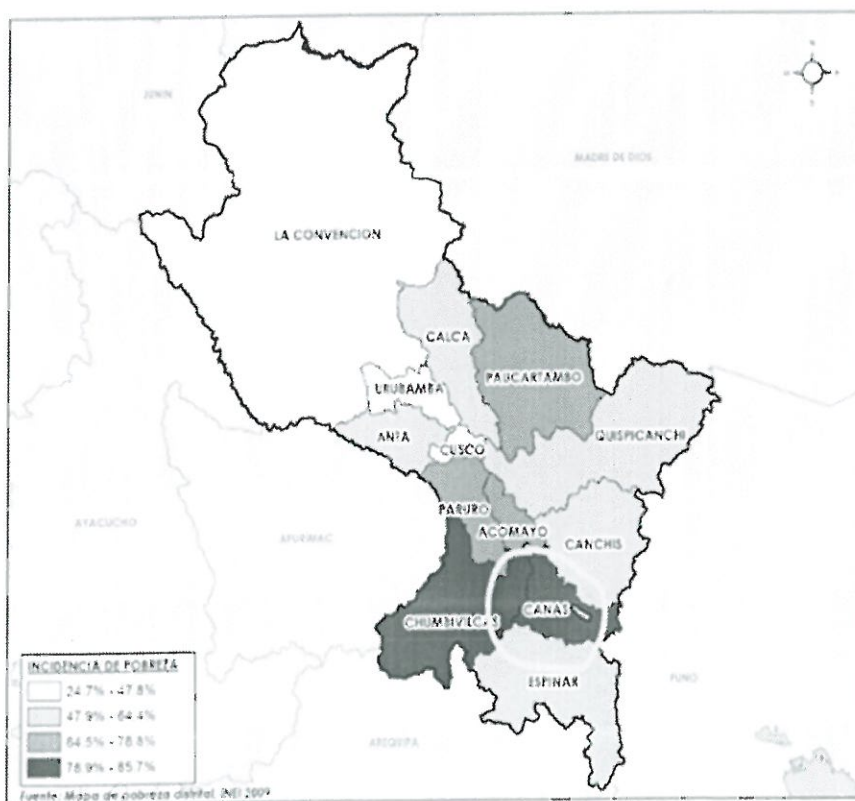 N
S
JUNIN
MADRE DE DIOS
LA CONVENCION
CALCA
PAUCARTAMBO
URUBAMBA
QUISPICANCHI
ANTA
CUSCO
PARURO
ACOMAYO
CANCHIS
AYACUCHO
APURIMAC
CHUMBIVILCAS
CANAS
ESPINAR
PUNO
AREQUIPA
INCIDENCIA DE POBREZA
24.7% - 47.8%
47.9% - 64.4%
64.5% - 78.8%
78.9% - 85.7%
Fuente: Mapa de pobreza distrital, INEI 2009